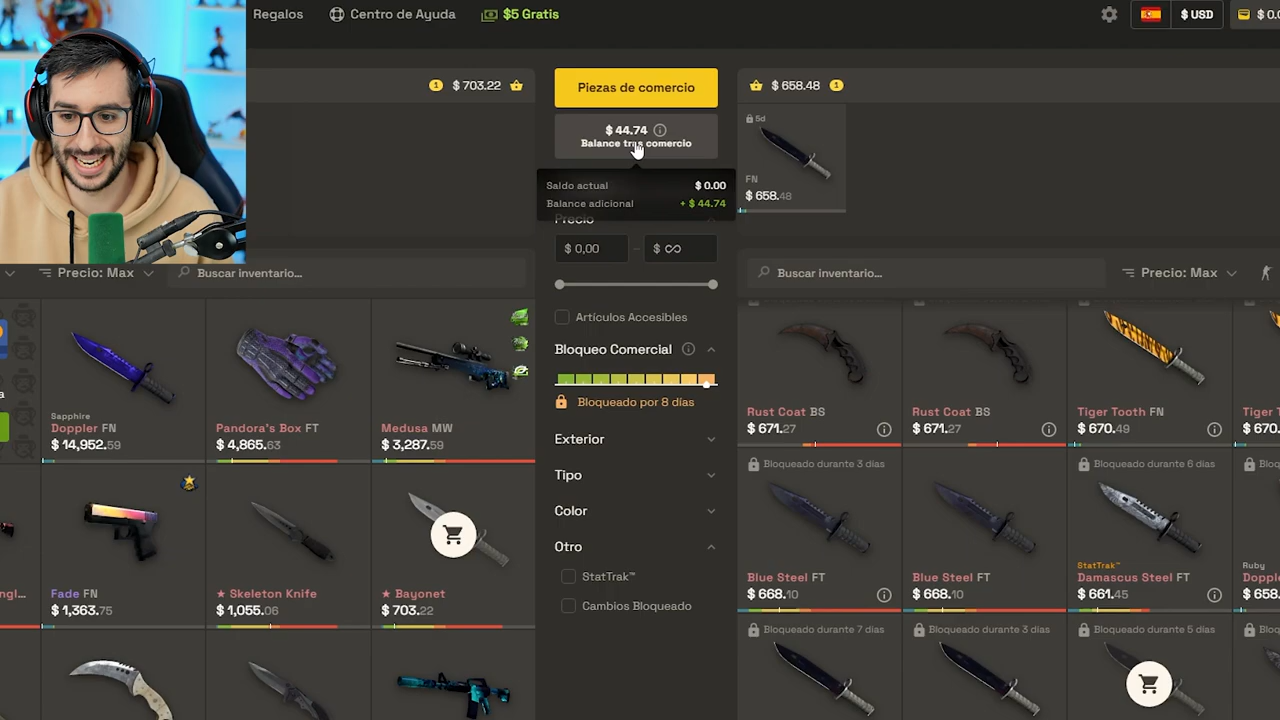 Regalos
Centro de Ayuda
$5 Gratis
$ USD
1 $ 703.22
Piezas de comercio
$ 658.48 1
$ 44.74
Balance tras comercio
Saldo actual $ 0.00
Balance adicional + $ 44.74
5d
FN
$ 658.48
Precio
$ 0,00 – $ ∞
Precio: Max
Buscar inventario...
Buscar inventario...
Precio: Max
Artículos Accesibles
Bloqueo Comercial
Bloqueado por 8 días
Exterior
Tipo
Color
Otro
StatTrak™
Cambios Bloqueado
Sapphire
Doppler FN
$ 14,952.59
Pandora's Box FT
$ 4,865.63
Medusa MW
$ 3,287.59
Fade FN
$ 1,363.75
★ Skeleton Knife
$ 1,055.06
★ Bayonet
$ 703.22
Rust Coat BS
$ 671.27
Rust Coat BS
$ 671.27
Tiger Tooth FN
$ 670.49
Tiger
$ 670.
Bloqueado durante 3 días
Bloqueado durante 6 días
Blue Steel FT
$ 668.10
Blue Steel FT
$ 668.10
StatTrak™
Damascus Steel FT
$ 661.45
Ruby
Dopple
$ 658.
Bloqueado durante 7 días
Bloqueado durante 3 días
Bloqueado durante 5 días